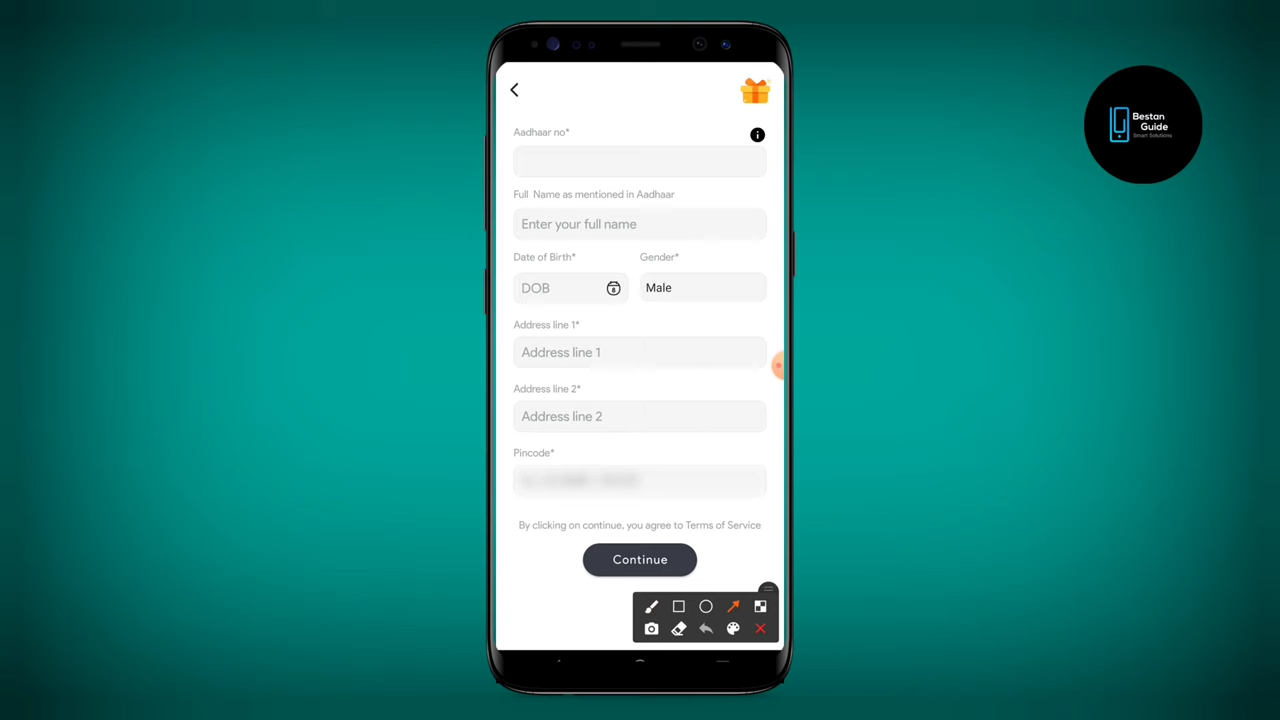 Aadhaar no*
Full Name as mentioned in Aadhaar
Enter your full name
Date of Birth*
Gender*
DOB
8
Male
Address line 1*
Address line 1
Address line 2*
Address line 2
Pincode*
By clicking on continue, you agree to Terms of Service
Continue
Bestan
Guide
Smart Solutions